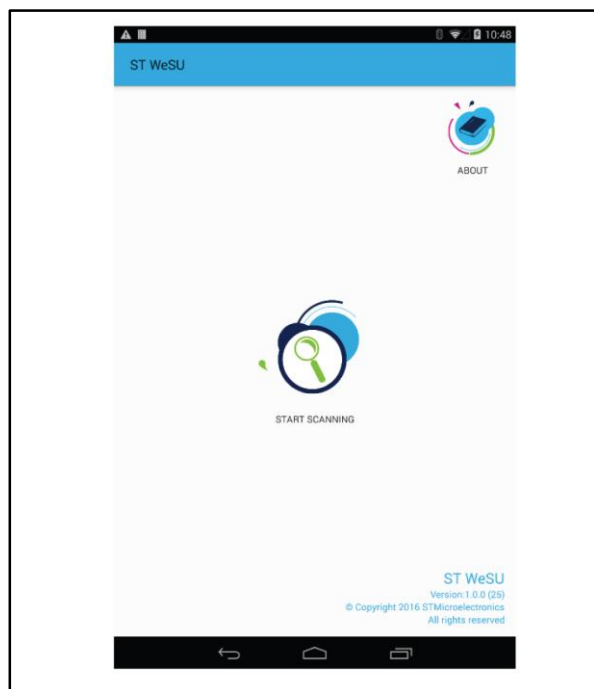 10:48
ST WeSU
ABOUT
START SCANNING
ST WeSU
Version:1.0.0 (25)
© Copyright 2016 STMicroelectronics
All rights reserved